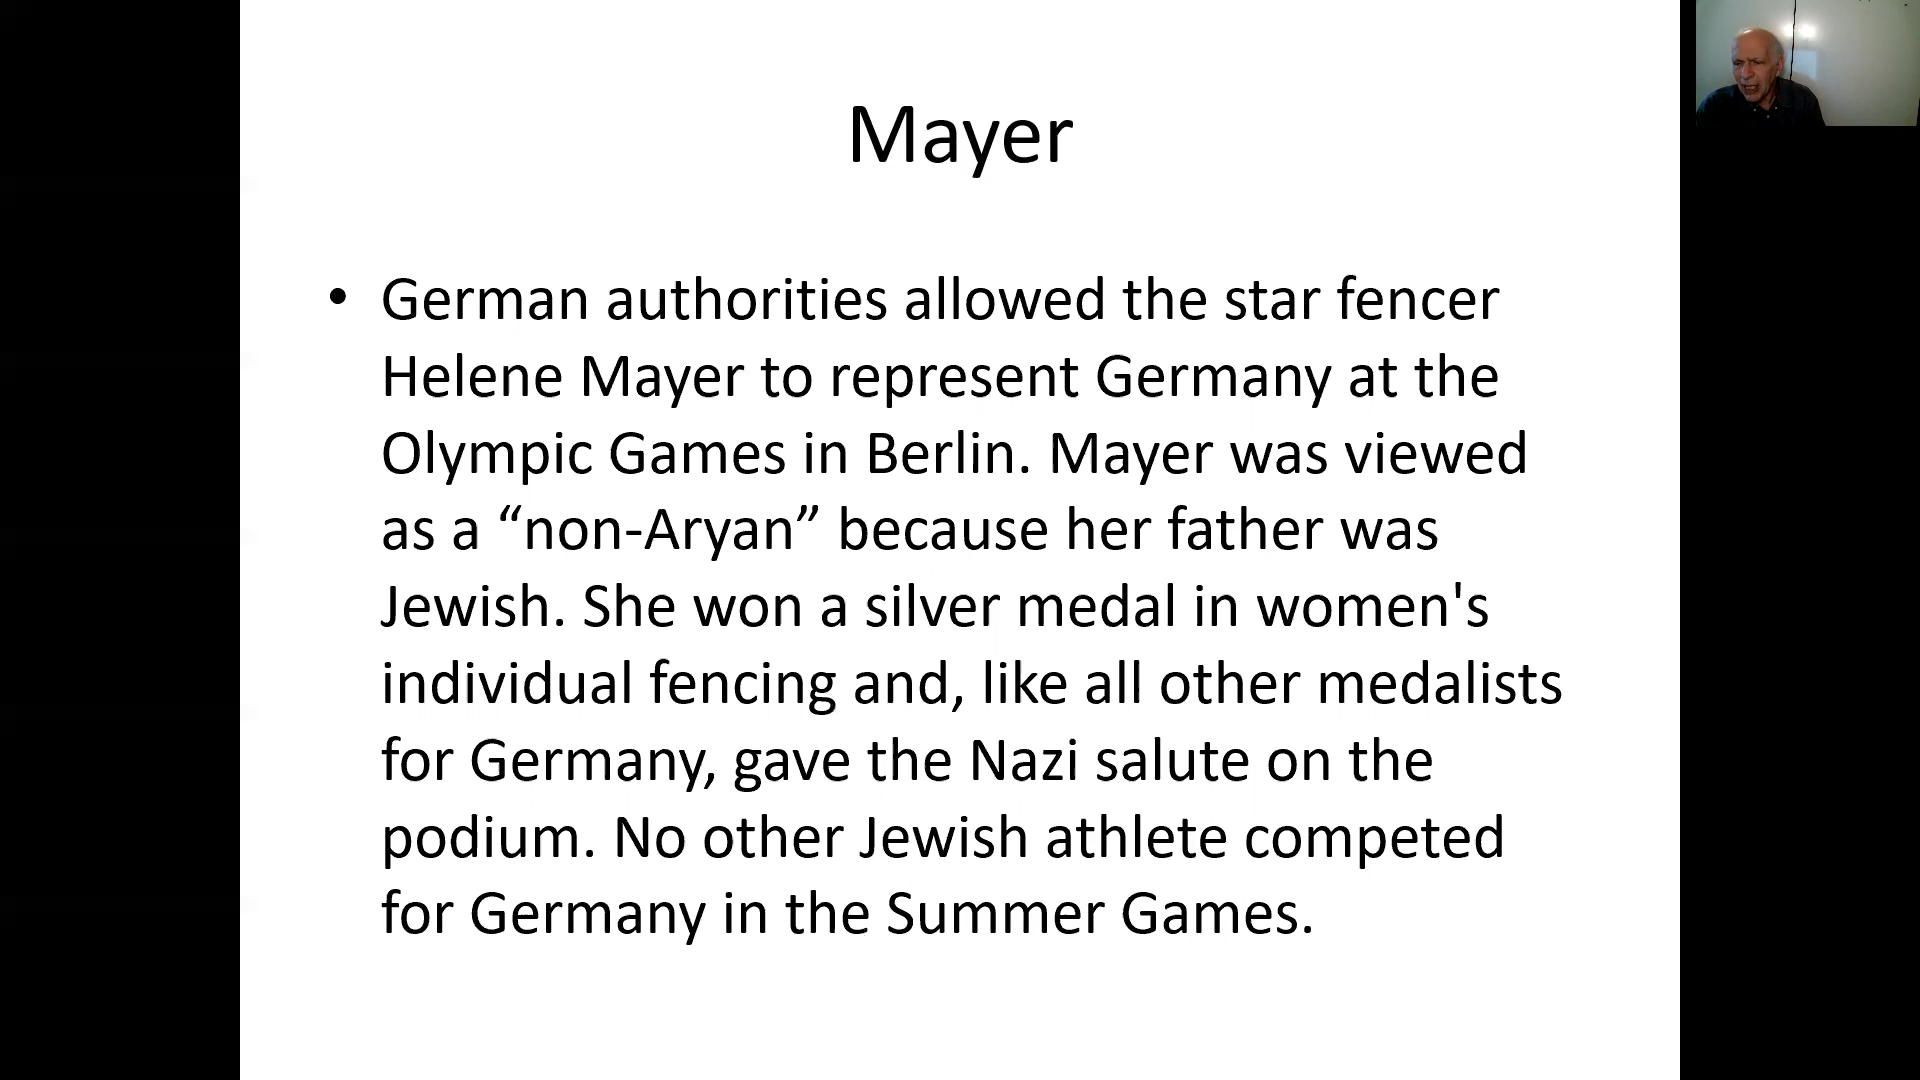 Mayer
• German authorities allowed the star fencer
Helene Mayer to represent Germany at the
Olympic Games in Berlin. Mayer was viewed
as a “non-Aryan” because her father was
Jewish. She won a silver medal in women's
individual fencing and, like all other medalists
for Germany, gave the Nazi salute on the
podium. No other Jewish athlete competed
for Germany in the Summer Games.